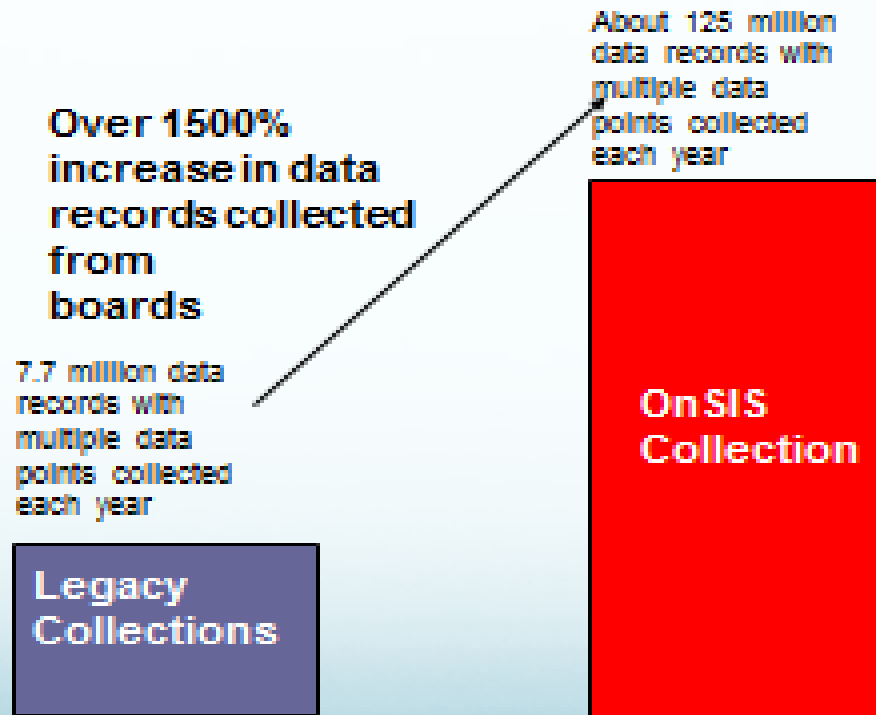 About 125 million
data records with
multiple data
points collected
each year
Over 1500%
increase in data
records collected
from
boards
7.7 million data
records with
multiple data
points collected
each year
OnSIS
Collection
Legacy
Collections